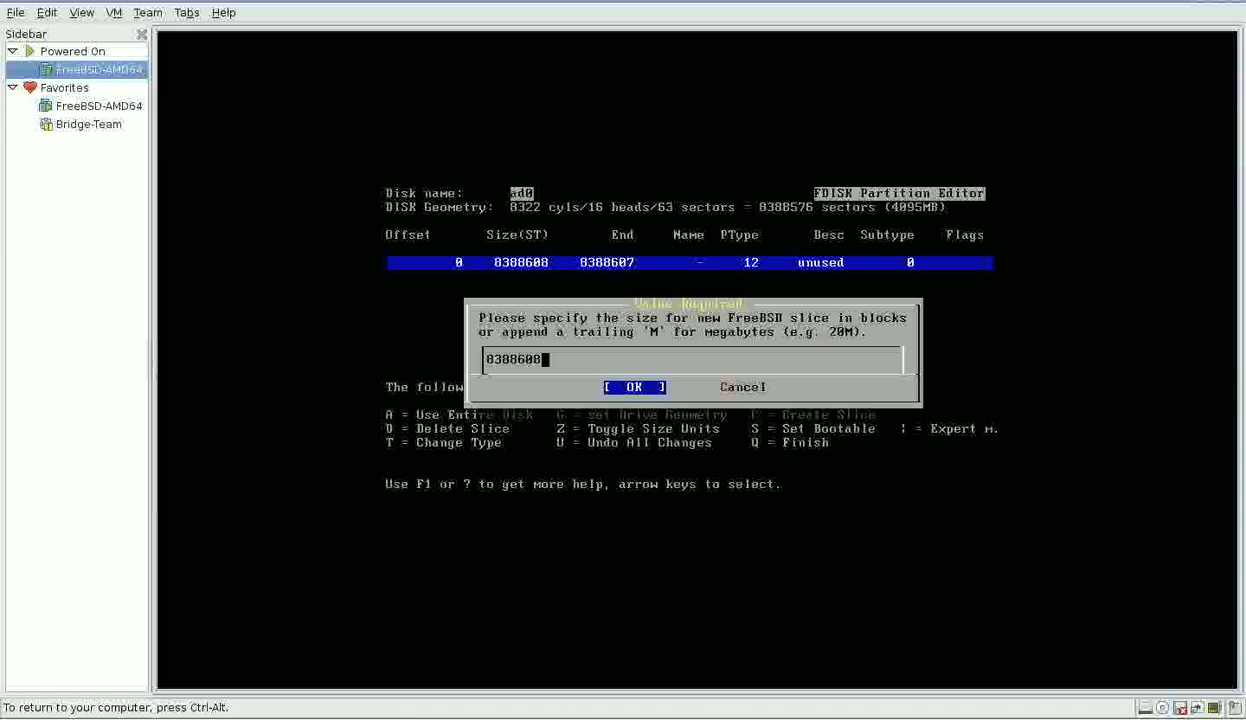 File Edit View VM Team Tabs Help
Sidebar
Powered On
FreeBSD-AMD64
Favorites
FreeBSD-AMD64
Bridge-Team
Disk name: ad0 FDISK Partition Editor
DISK Geometry: 8322 cyls/16 heads/63 sectors = 8388576 sectors (4095MB)
Offset Size(ST) End Name PType Desc Subtype Flags
0 8388608 8388607 - 12 unused 0
Value Required
Please specify the size for new FreeBSD slice in blocks
or append a trailing 'M' for megabytes (e.g. 20M).
8388608
[ OK ] Cancel
The follow
A = Use Entire Disk G = set Drive Geometry C = Create Slice
D = Delete Slice Z = Toggle Size Units S = Set Bootable | = Expert m.
T = Change Type U = Undo All Changes Q = Finish
Use F1 or ? to get more help, arrow keys to select.
To return to your computer, press Ctrl-Alt.